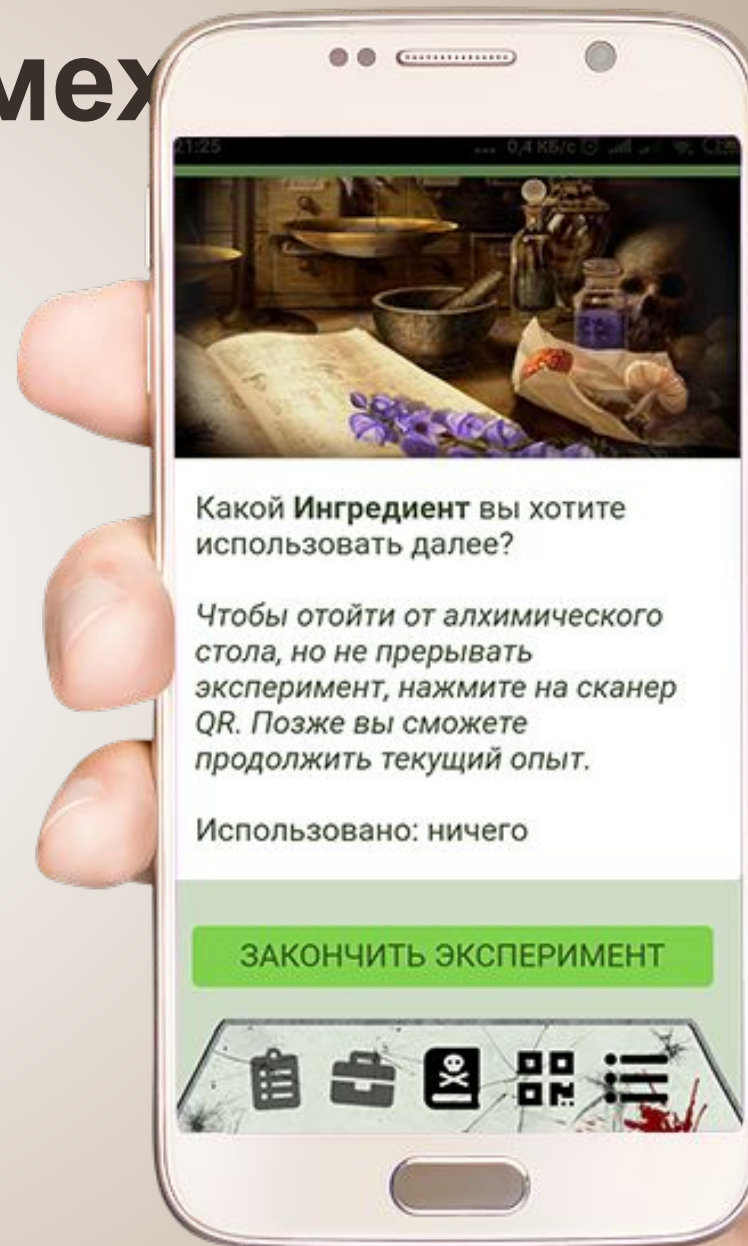 мех
21:25 ... 0,4 КБ/с
Какой Ингредиент вы хотите
использовать далее?
Чтобы отойти от алхимического
стола, но не прерывать
эксперимент, нажмите на сканер
QR. Позже вы сможете
продолжить текущий опыт.
Использовано: ничего
ЗАКОНЧИТЬ ЭКСПЕРИМЕНТ